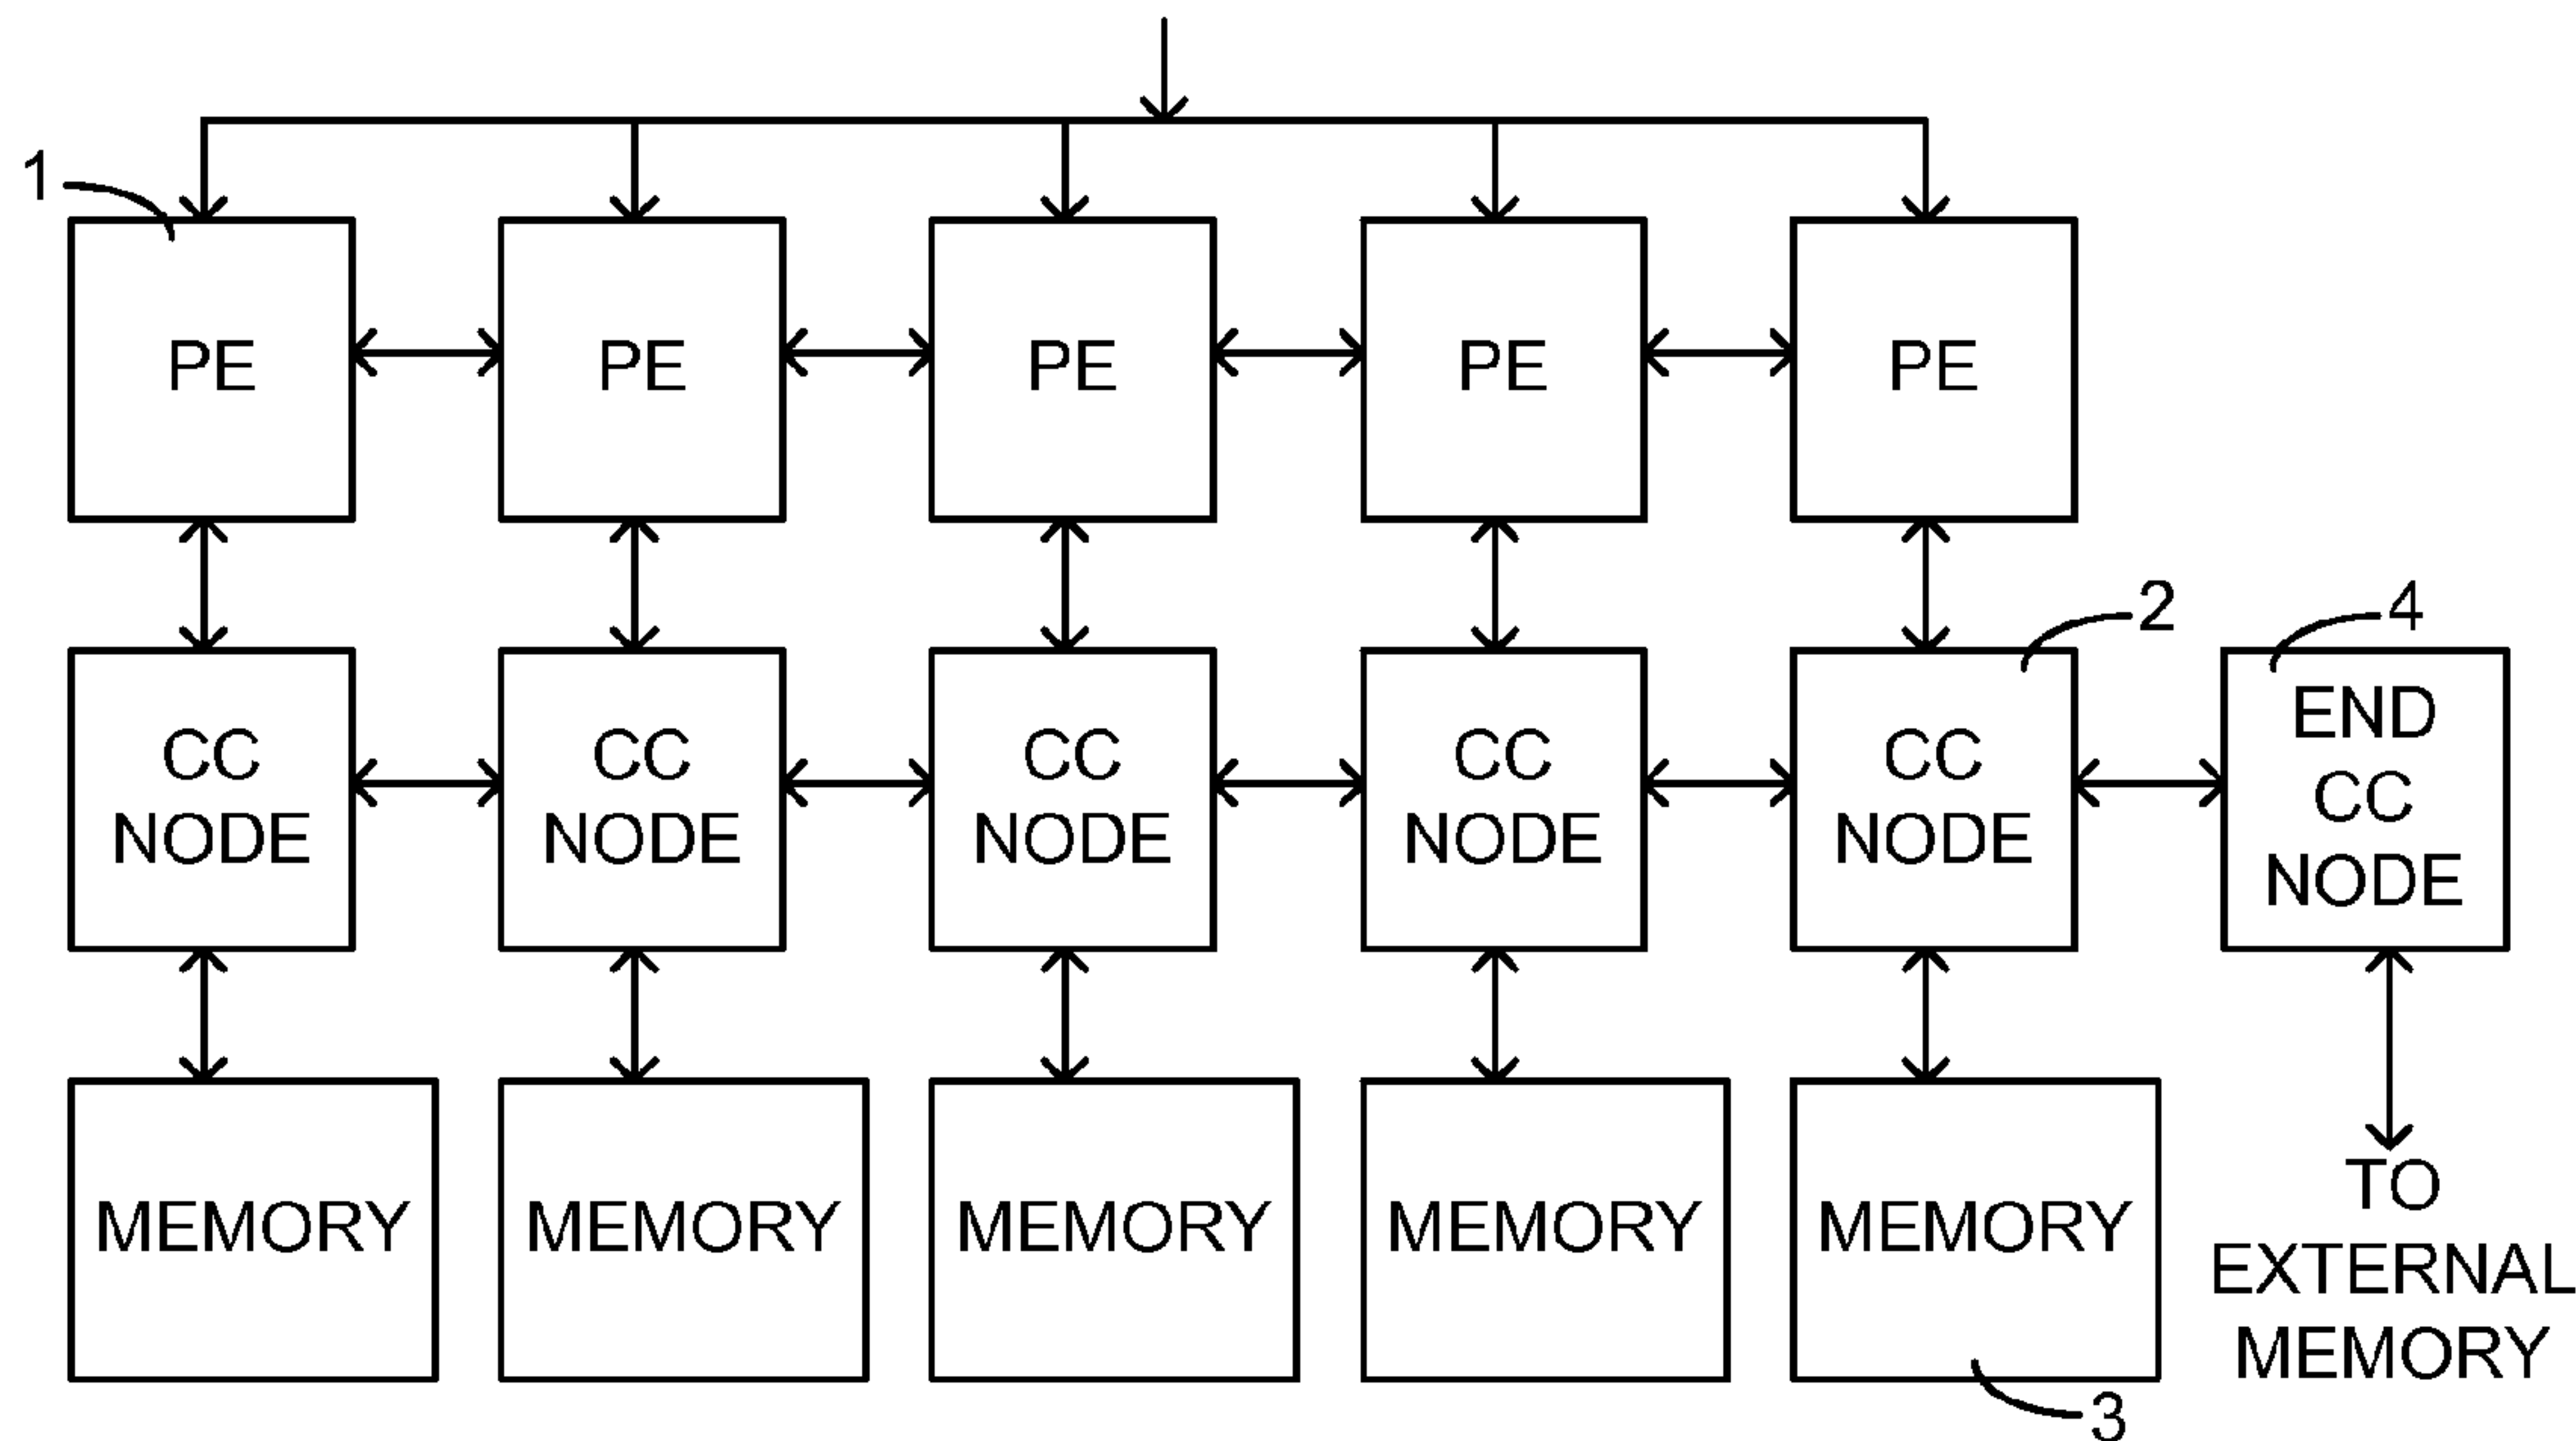 1
PE
PE
PE
PE
PE
2
4
CC
NODE
CC
NODE
CC
NODE
CC
NODE
CC
NODE
END
CC
NODE
MEMORY
MEMORY
MEMORY
MEMORY
MEMORY
TO
EXTERNAL
MEMORY
3